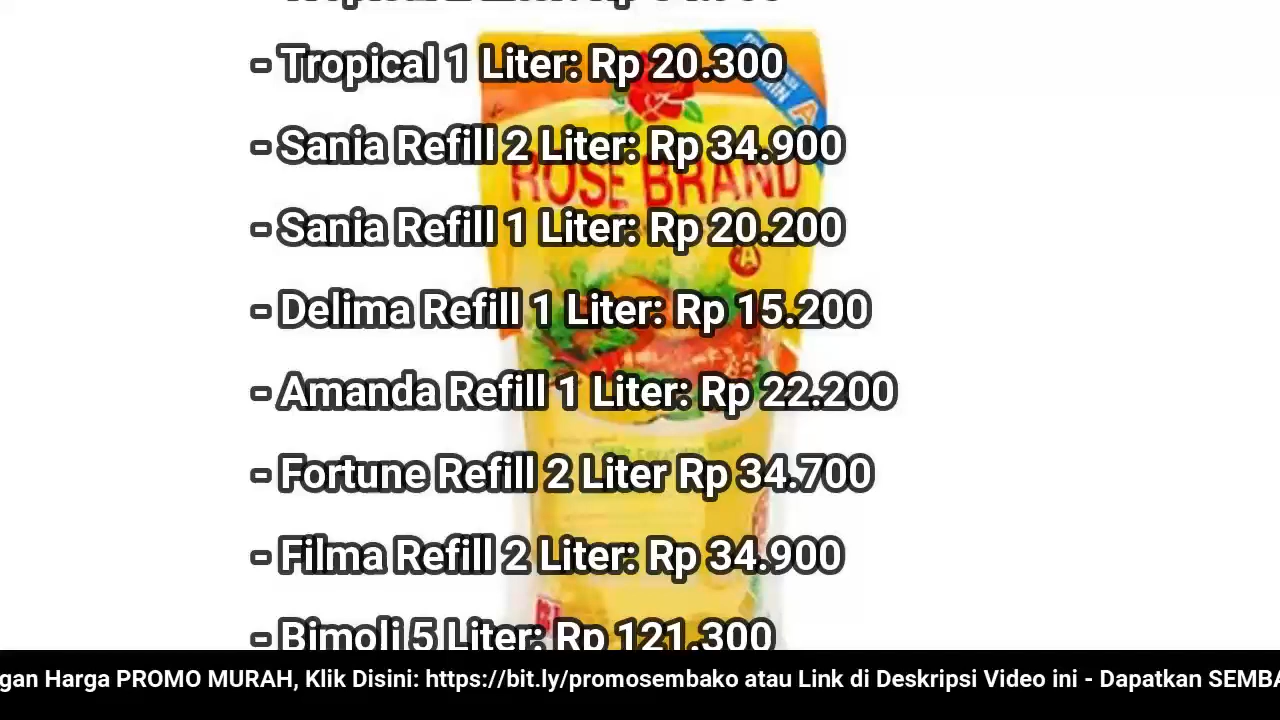 - Tropical 1 Liter: Rp 20.300
- Sania Refill 2 Liter: Rp 34.900
ROSE BRAND
- Sania Refill 1 Liter: Rp 20.200
- Delima Refill 1 Liter: Rp 15.200
- Amanda Refill 1 Liter: Rp 22.200
- Fortune Refill 2 Liter Rp 34.700
- Filma Refill 2 Liter: Rp 34.900
- Bimoli 5 Liter: Rp 121.300
gan Harga PROMO MURAH, Klik Disini: https://bit.ly/promosembako atau Link di Deskripsi Video ini - Dapatkan SEMBA